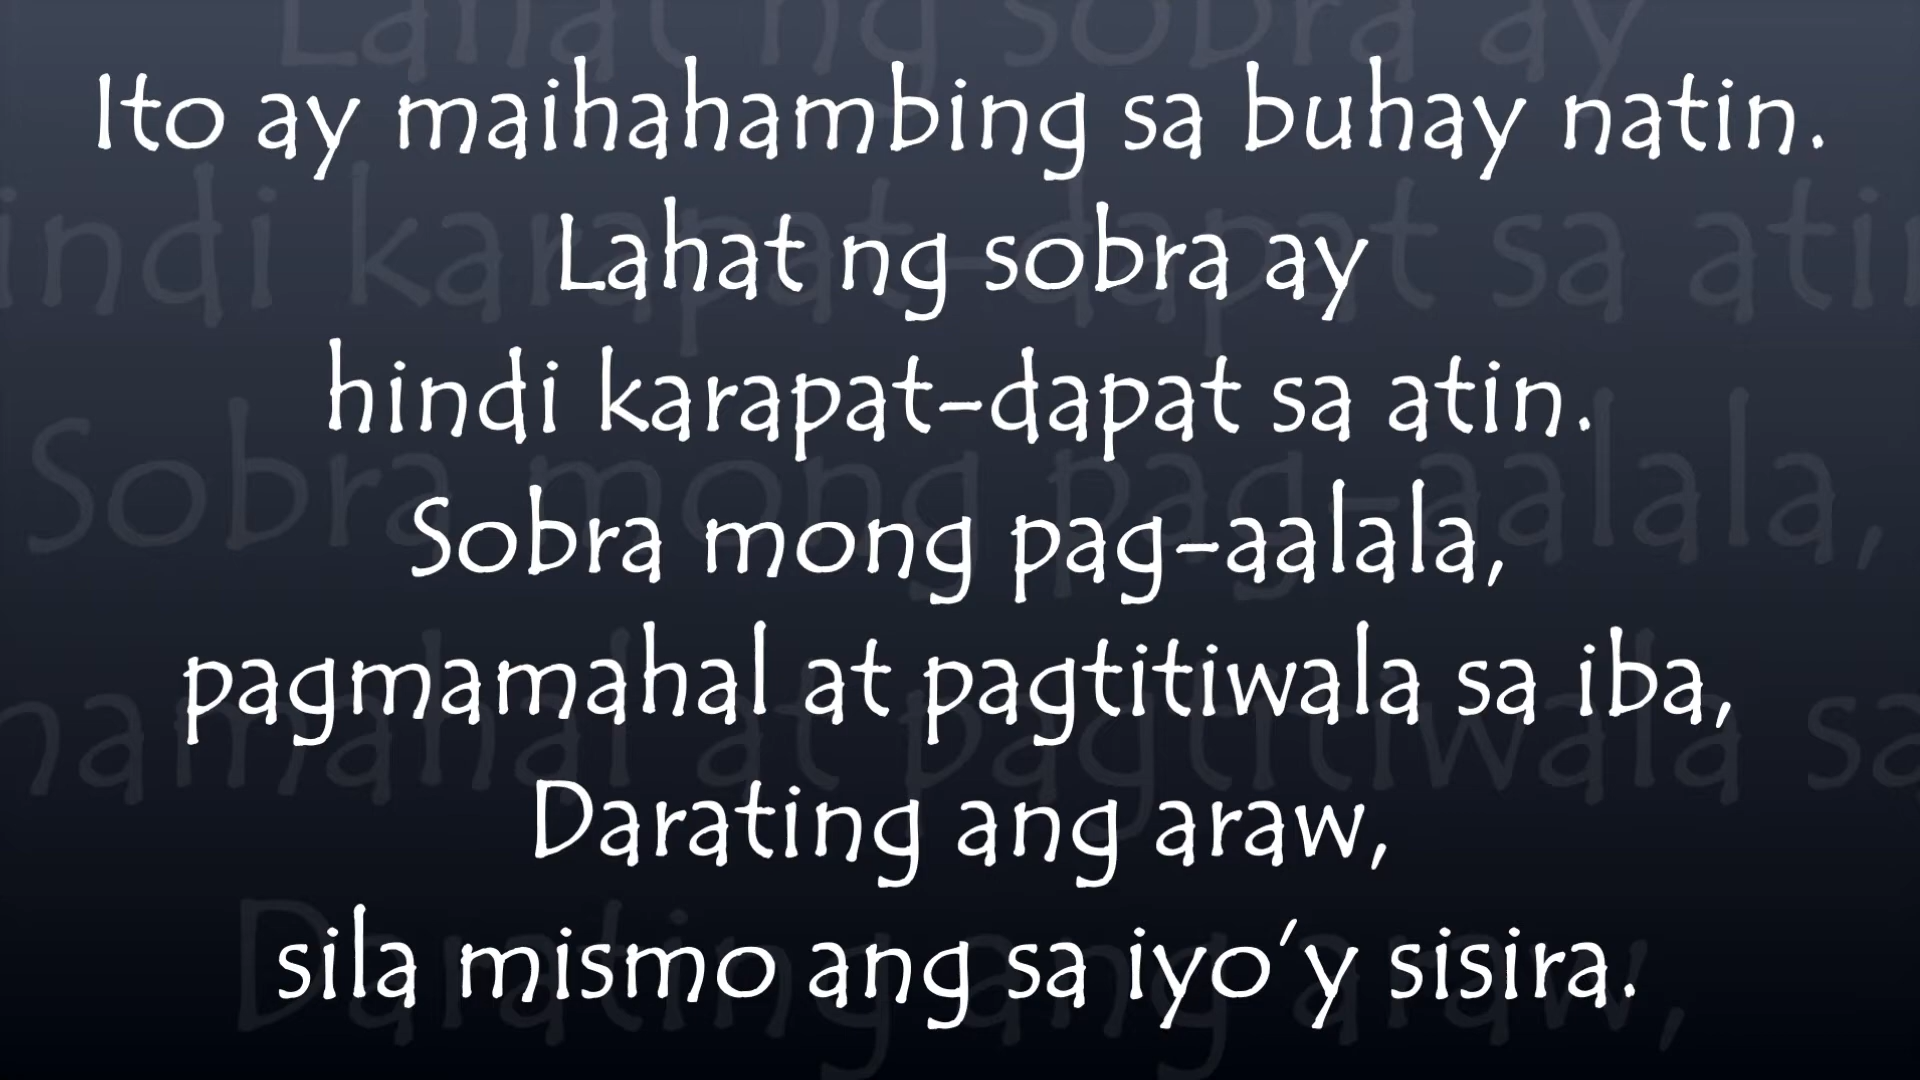 Ito ay maihahambing sa buhay natin.
Lahat ng sobra ay
hindi karapat-dapat sa atin.
Sobra mong pag-aalala,
pagmamahal at pagtitiwala sa iba,
Darating ang araw,
sila mismo ang sa iyo'y sisira.